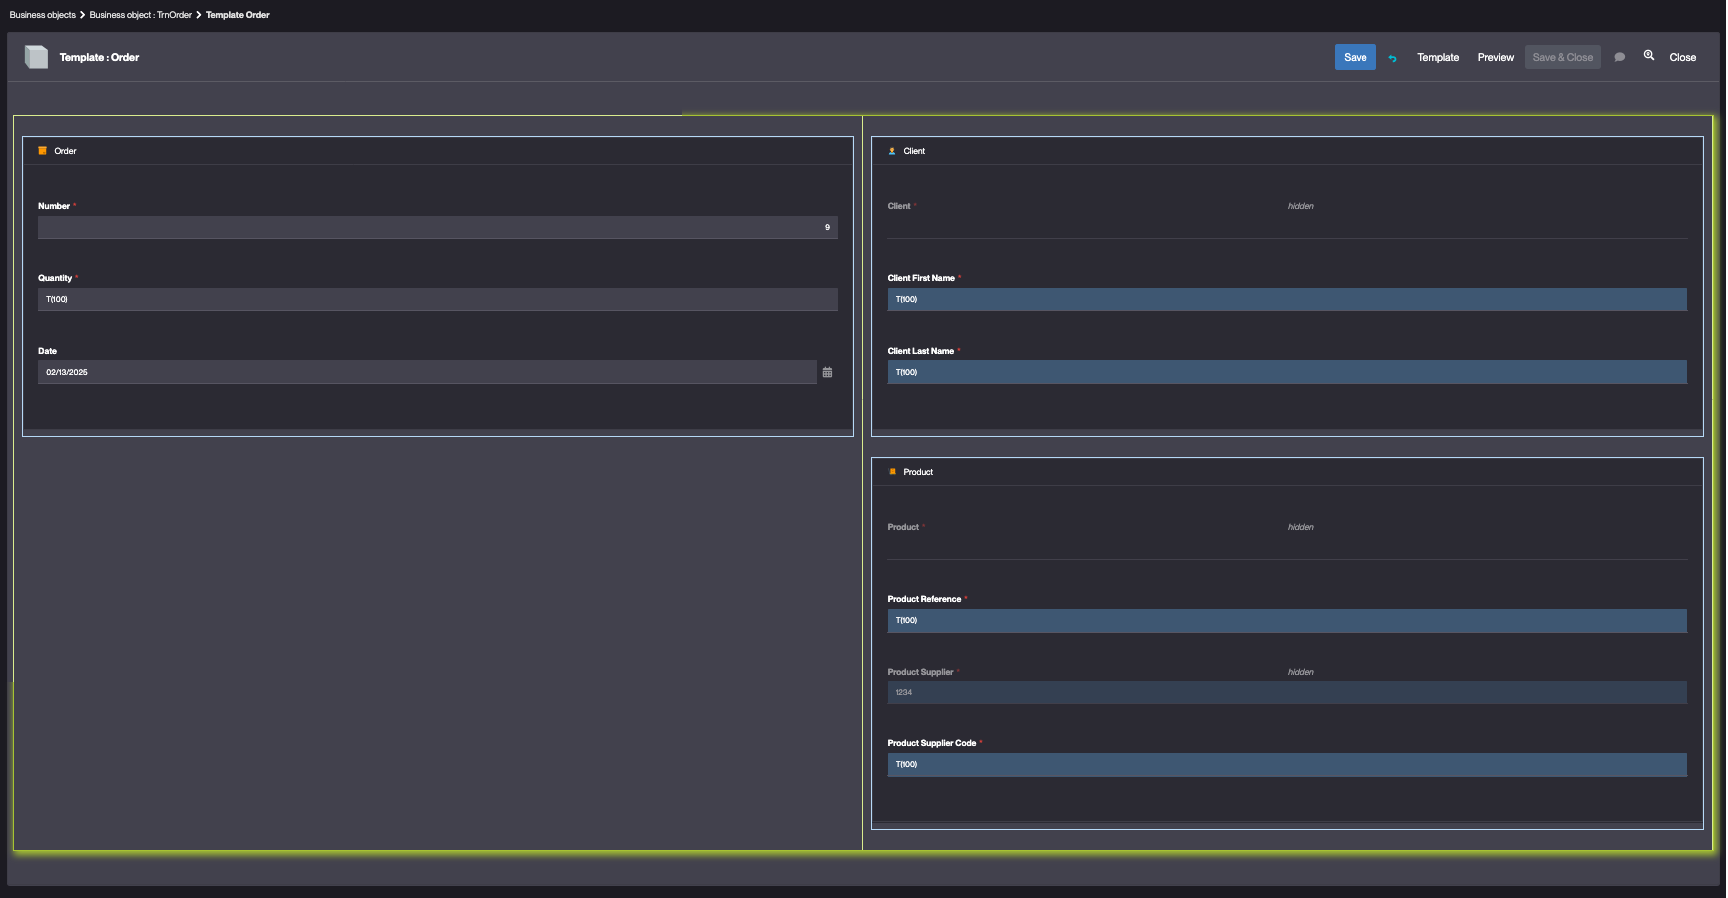 Business objects > Business object : TrnOrder > Template Order
Template : Order
Save
Template
Preview
Save & Close
Close
Order
Number *
9
Quantity *
T(100)
Date
02/13/2025
Client
Client *
hidden
Client First Name *
T(100)
Client Last Name *
T(100)
Product
Product *
hidden
Product Reference *
T(100)
Product Supplier *
hidden
1234
Product Supplier Code *
T(100)